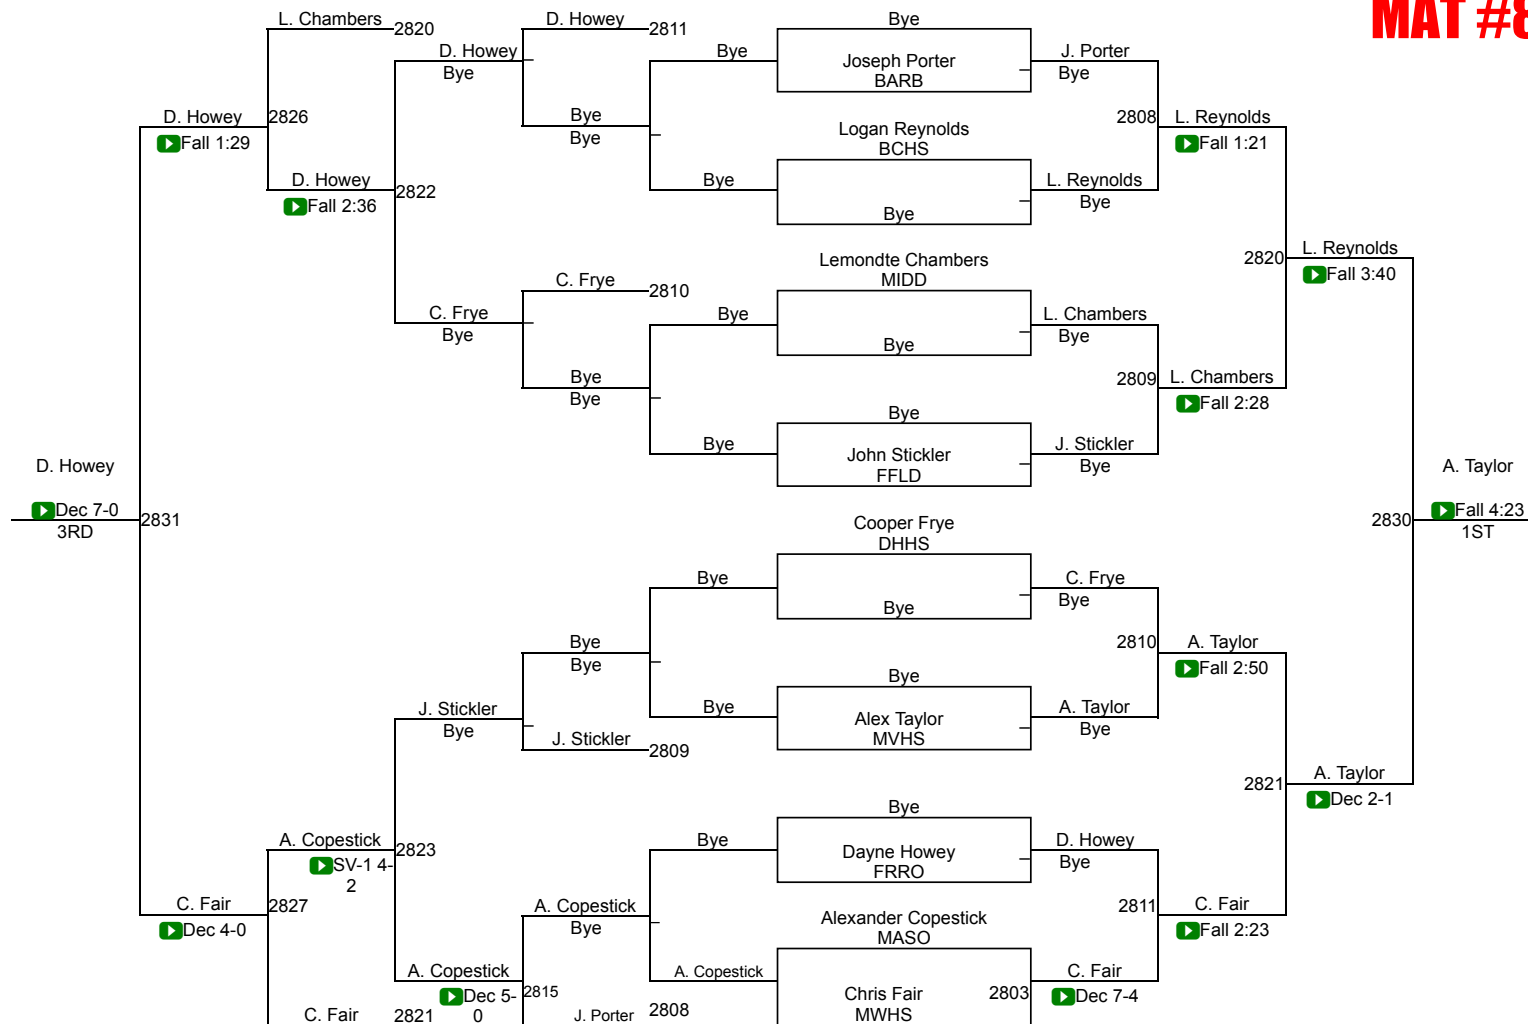 MAT #8
L. Chambers
2820
D. Howey
2811
Bye
D. Howey
Bye
Bye
Joseph Porter
BARB
J. Porter
Bye
D. Howey
2826
Fall 1:29
Bye
Bye
Logan Reynolds
BCHS
2808
L. Reynolds
Fall 1:21
D. Howey
2822
Fall 2:36
Bye
Bye
L. Reynolds
Bye
Lemondte Chambers
MIDD
2820
L. Reynolds
Fall 3:40
C. Frye
2810
C. Frye
Bye
Bye
Bye
L. Chambers
Bye
Bye
Bye
2809
L. Chambers
Fall 2:28
Bye
Bye
John Stickler
FFLD
J. Stickler
Bye
D. Howey
Dec 7-0
3RD
2831
A. Taylor
2830
Fall 4:23
1ST
Cooper Frye
DHHS
Bye
Bye
C. Frye
Bye
Bye
Bye
2810
A. Taylor
Fall 2:50
J. Stickler
Bye
Bye
Bye
Alex Taylor
MVHS
A. Taylor
Bye
J. Stickler
2809
2821
A. Taylor
Dec 2-1
Bye
A. Copestick
2823
SV-1 4-
2
Bye
Dayne Howey
FRRO
D. Howey
Bye
C. Fair
2827
Dec 4-0
A. Copestick
Bye
Alexander Copestick
MASO
2811
C. Fair
Fall 2:23
A. Copestick
2815
Dec 5-
0
A. Copestick
Chris Fair
MWHS
2803
C. Fair
Dec 7-4
C. Fair
2821
J. Porter
2808